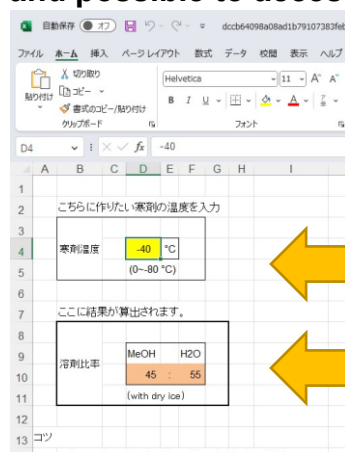 and possible to access
自動保存 オフ
dccb64098a08ad1b79107383feb
ファイル ホーム 挿入 ページ レイアウト 数式 データ 校閲 表示 ヘルプ
切り取り
コピー
書式のコピー/貼り付け
貼り付け
クリップボード
Helvetica 11 A^ A˅
B I U A
フォント
D4 fx -40
A B C D E F G H I
1
2 こちらに作りたい寒剤の温度を入力
3
4 寒剤温度 -40 °C
5 (0~-80 °C)
6
7 ここに結果が算出されます。
8
9 溶剤比率 MeOH H2O
10 45 : 55
11 (with dry ice)
12
13 コツ